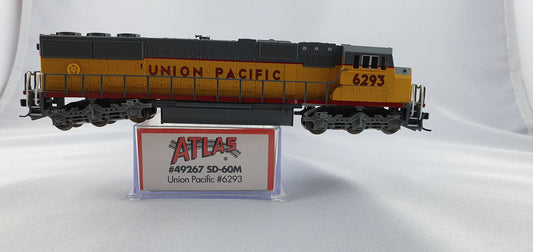 UNION PACIFIC
6293
ATLAS
#49267 SD-60M
Union Pacific #6293